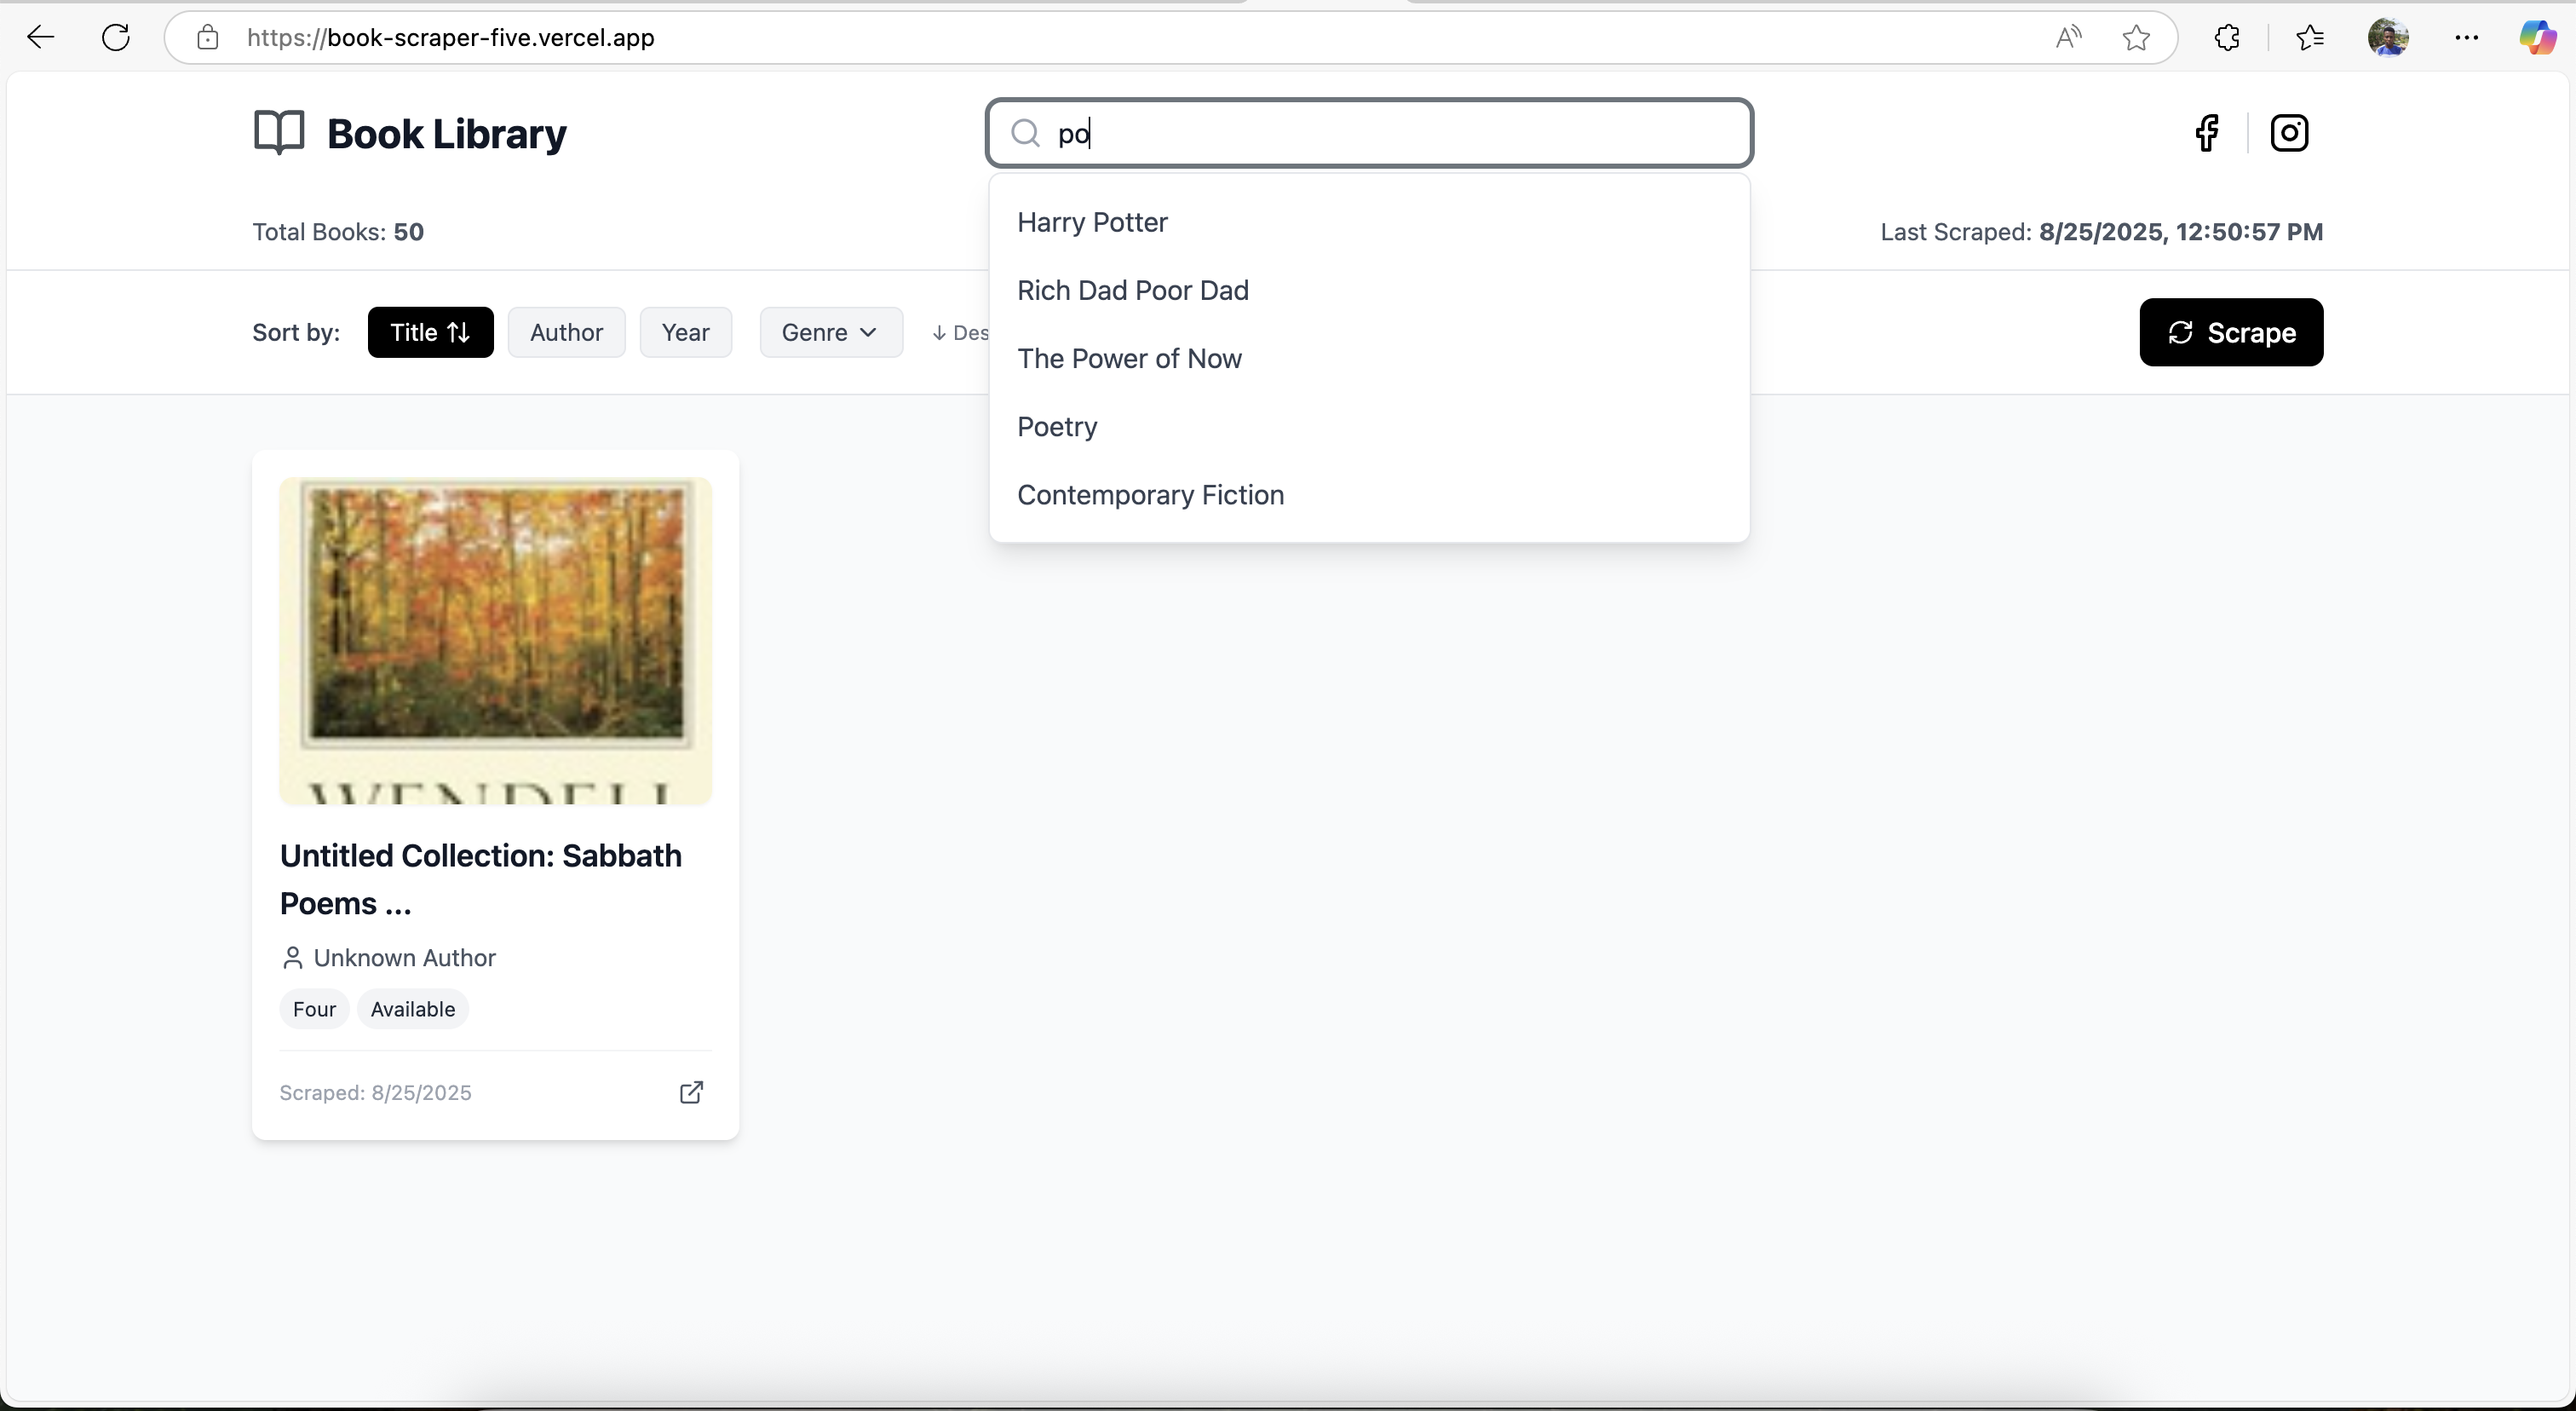 https://book-scraper-five.vercel.app
Book Library
po
Total Books: 50
Last Scraped: 8/25/2025, 12:50:57 PM
Harry Potter
Rich Dad Poor Dad
The Power of Now
Poetry
Contemporary Fiction
Sort by: Title Author Year Genre ↓ Des
Scrape
WENDELL
Untitled Collection: Sabbath
Poems ...
Unknown Author
Four Available
Scraped: 8/25/2025